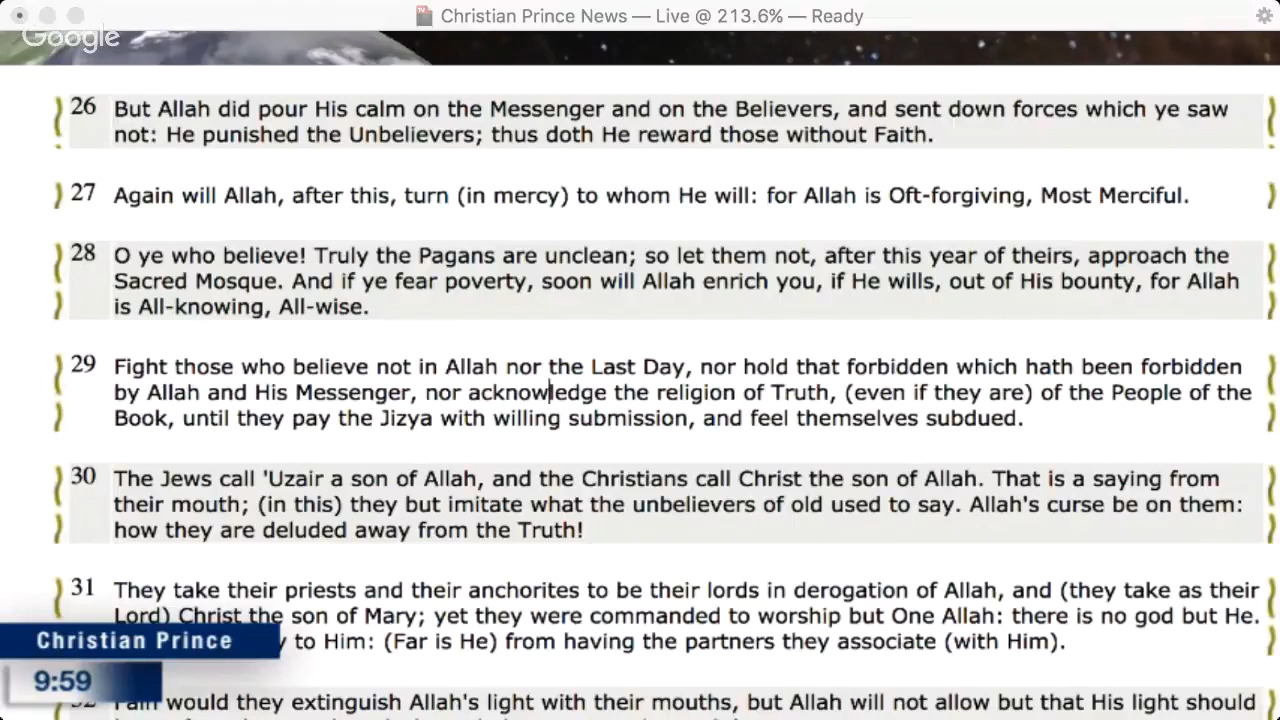 Christian Prince News — Live @ 213.6% — Ready
Google
26 But Allah did pour His calm on the Messenger and on the Believers, and sent down forces which ye saw
not: He punished the Unbelievers; thus doth He reward those without Faith.
27 Again will Allah, after this, turn (in mercy) to whom He will: for Allah is Oft-forgiving, Most Merciful.
28 O ye who believe! Truly the Pagans are unclean; so let them not, after this year of theirs, approach the
Sacred Mosque. And if ye fear poverty, soon will Allah enrich you, if He wills, out of His bounty, for Allah
is All-knowing, All-wise.
29 Fight those who believe not in Allah nor the Last Day, nor hold that forbidden which hath been forbidden
by Allah and His Messenger, nor acknowledge the religion of Truth, (even if they are) of the People of the
Book, until they pay the Jizya with willing submission, and feel themselves subdued.
30 The Jews call 'Uzair a son of Allah, and the Christians call Christ the son of Allah. That is a saying from
their mouth; (in this) they but imitate what the unbelievers of old used to say. Allah's curse be on them:
how they are deluded away from the Truth!
31 They take their priests and their anchorites to be their lords in derogation of Allah, and (they take as their
Lord) Christ the son of Mary; yet they were commanded to worship but One Allah: there is no god but He.
to Him: (Far is He) from having the partners they associate (with Him).
Christian Prince
9:59
32 Fain would they extinguish Allah's light with their mouths, but Allah will not allow but that His light should